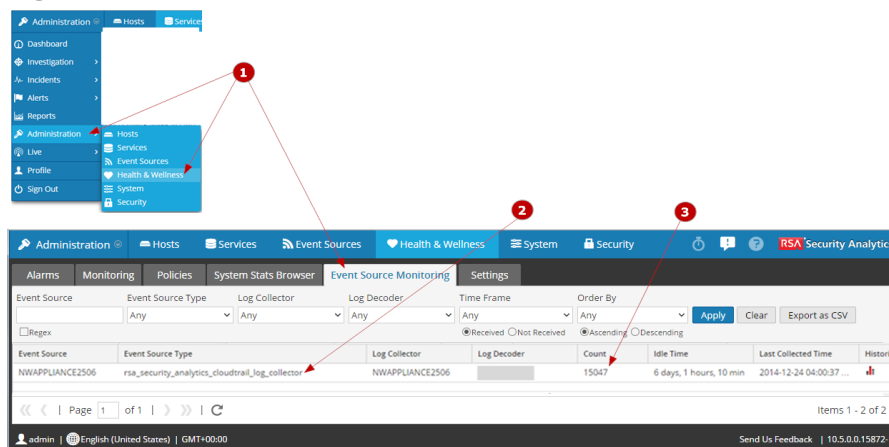 Administration Hosts Services
Dashboard
Investigation
Incidents
Alerts
Reports
Administration
Live
Profile
Sign Out
1
Hosts
Services
Event Sources
Health & Wellness
System
Security
2
3
Administration Hosts Services Event Sources Health & Wellness System Security RSA Security Analytics
Alarms Monitoring Policies System Stats Browser Event Source Monitoring Settings
Event Source Event Source Type Log Collector Log Decoder Time Frame Order By
Any Any Any Any Any Apply Clear Export as CSV
Regex Received Not Received Ascending Descending
Event Source Event Source Type Log Collector Log Decoder Count Idle Time Last Collected Time Histori
NWAPPLIANCE2506 rsa_security_analytics_cloudtrail_log_collector NWAPPLIANCE2506 15047 6 days, 1 hours, 10 min 2014-12-24 04:00:37 ...
Page 1 of 1 Items 1 - 2 of 2
admin | English (United States) | GMT+00:00 Send Us Feedback | 10.5.0.0.15872-